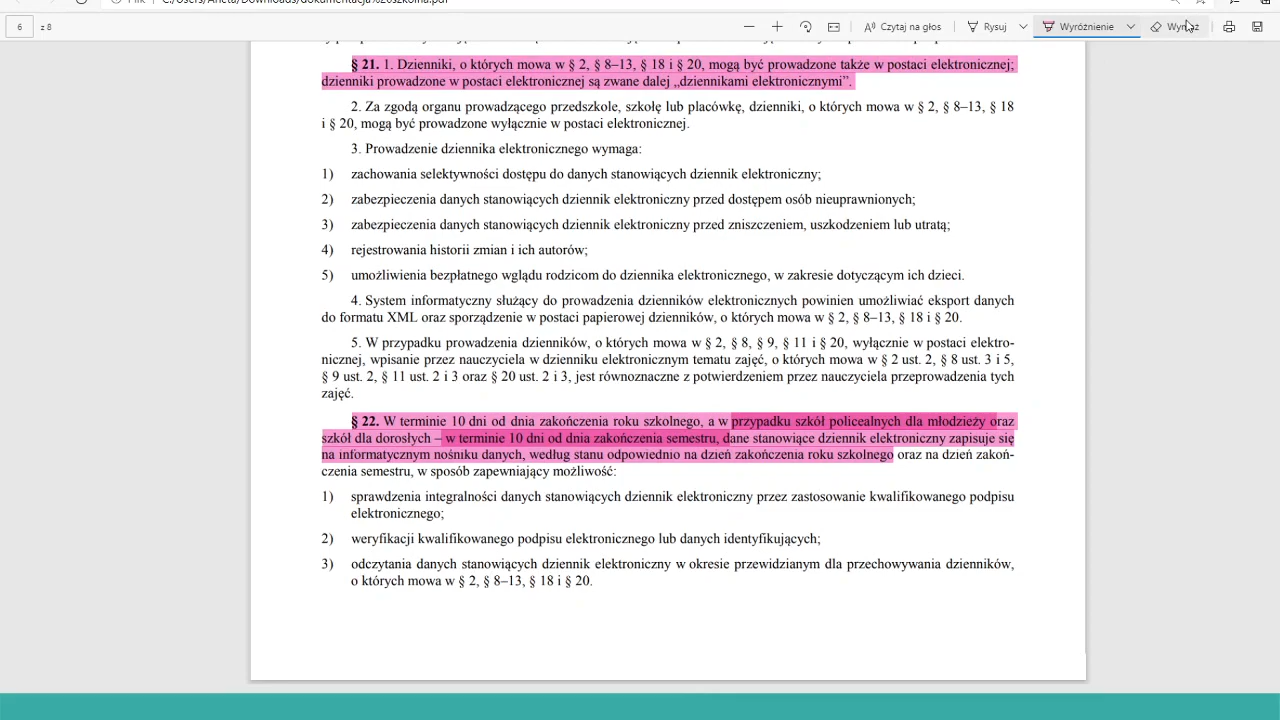 6 z 8 Czytaj na głos Rysuj Wyróżnienie
§ 21. 1. Dzienniki, o których mowa w § 2, § 8–13, § 18 i § 20, mogą być prowadzone także w postaci elektronicznej;
dzienniki prowadzone w postaci elektronicznej są zwane dalej „dziennikami elektronicznymi”.
2. Za zgodą organu prowadzącego przedszkole, szkołę lub placówkę, dzienniki, o których mowa w § 2, § 8–13, § 18
i § 20, mogą być prowadzone wyłącznie w postaci elektronicznej.
3. Prowadzenie dziennika elektronicznego wymaga:
1) zachowania selektywności dostępu do danych stanowiących dziennik elektroniczny;
2) zabezpieczenia danych stanowiących dziennik elektroniczny przed dostępem osób nieuprawnionych;
3) zabezpieczenia danych stanowiących dziennik elektroniczny przed zniszczeniem, uszkodzeniem lub utratą;
4) rejestrowania historii zmian i ich autorów;
5) umożliwienia bezpłatnego wglądu rodzicom do dziennika elektronicznego, w zakresie dotyczącym ich dzieci.
4. System informatyczny służący do prowadzenia dzienników elektronicznych powinien umożliwiać eksport danych
do formatu XML oraz sporządzenie w postaci papierowej dzienników, o których mowa w § 2, § 8–13, § 18 i § 20.
5. W przypadku prowadzenia dzienników, o których mowa w § 2, § 8, § 9, § 11 i § 20, wyłącznie w postaci elektro-
nicznej, wpisanie przez nauczyciela w dzienniku elektronicznym tematu zajęć, o których mowa w § 2 ust. 2, § 8 ust. 3 i 5,
§ 9 ust. 2, § 11 ust. 2 i 3 oraz § 20 ust. 2 i 3, jest równoznaczne z potwierdzeniem przez nauczyciela przeprowadzenia tych
zajęć.
§ 22. W terminie 10 dni od dnia zakończenia roku szkolnego, a w przypadku szkół policealnych dla młodzieży oraz
szkół dla dorosłych – w terminie 10 dni od dnia zakończenia semestru, dane stanowiące dziennik elektroniczny zapisuje się
na informatycznym nośniku danych, według stanu odpowiednio na dzień zakończenia roku szkolnego oraz na dzień zakoń-
czenia semestru, w sposób zapewniający możliwość:
1) sprawdzenia integralności danych stanowiących dziennik elektroniczny przez zastosowanie kwalifikowanego podpisu
elektronicznego;
2) weryfikacji kwalifikowanego podpisu elektronicznego lub danych identyfikujących;
3) odczytania danych stanowiących dziennik elektroniczny w okresie przewidzianym dla przechowywania dzienników,
o których mowa w § 2, § 8–13, § 18 i § 20.